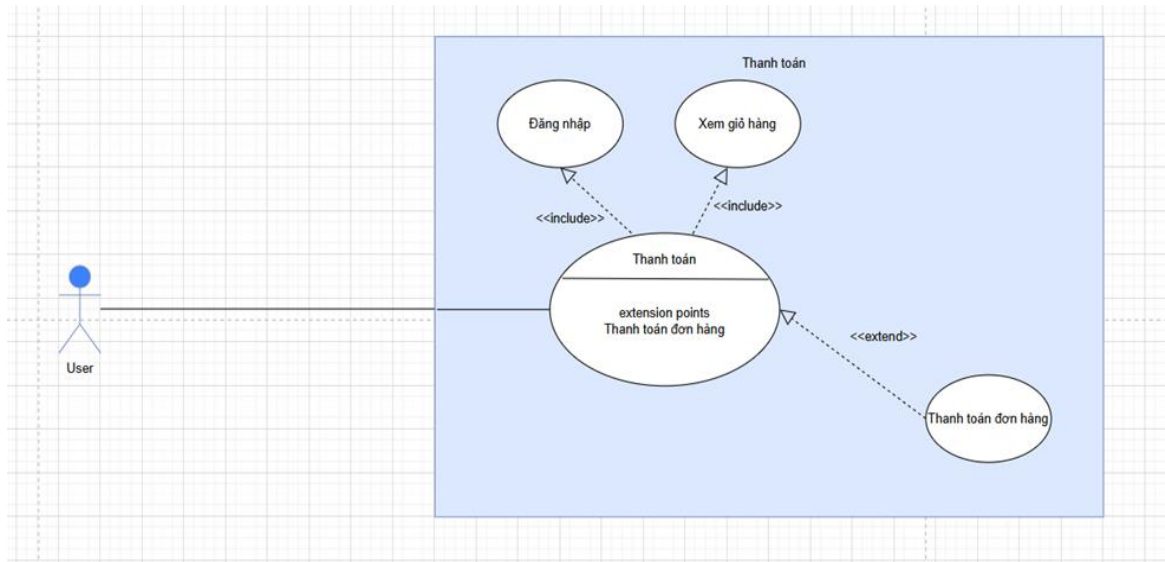 Thanh toán
Đăng nhập
Xem giỏ hàng
<<include>>
<<include>>
Thanh toán
extension points
Thanh toán đơn hàng
<<extend>>
User
Thanh toán đơn hàng